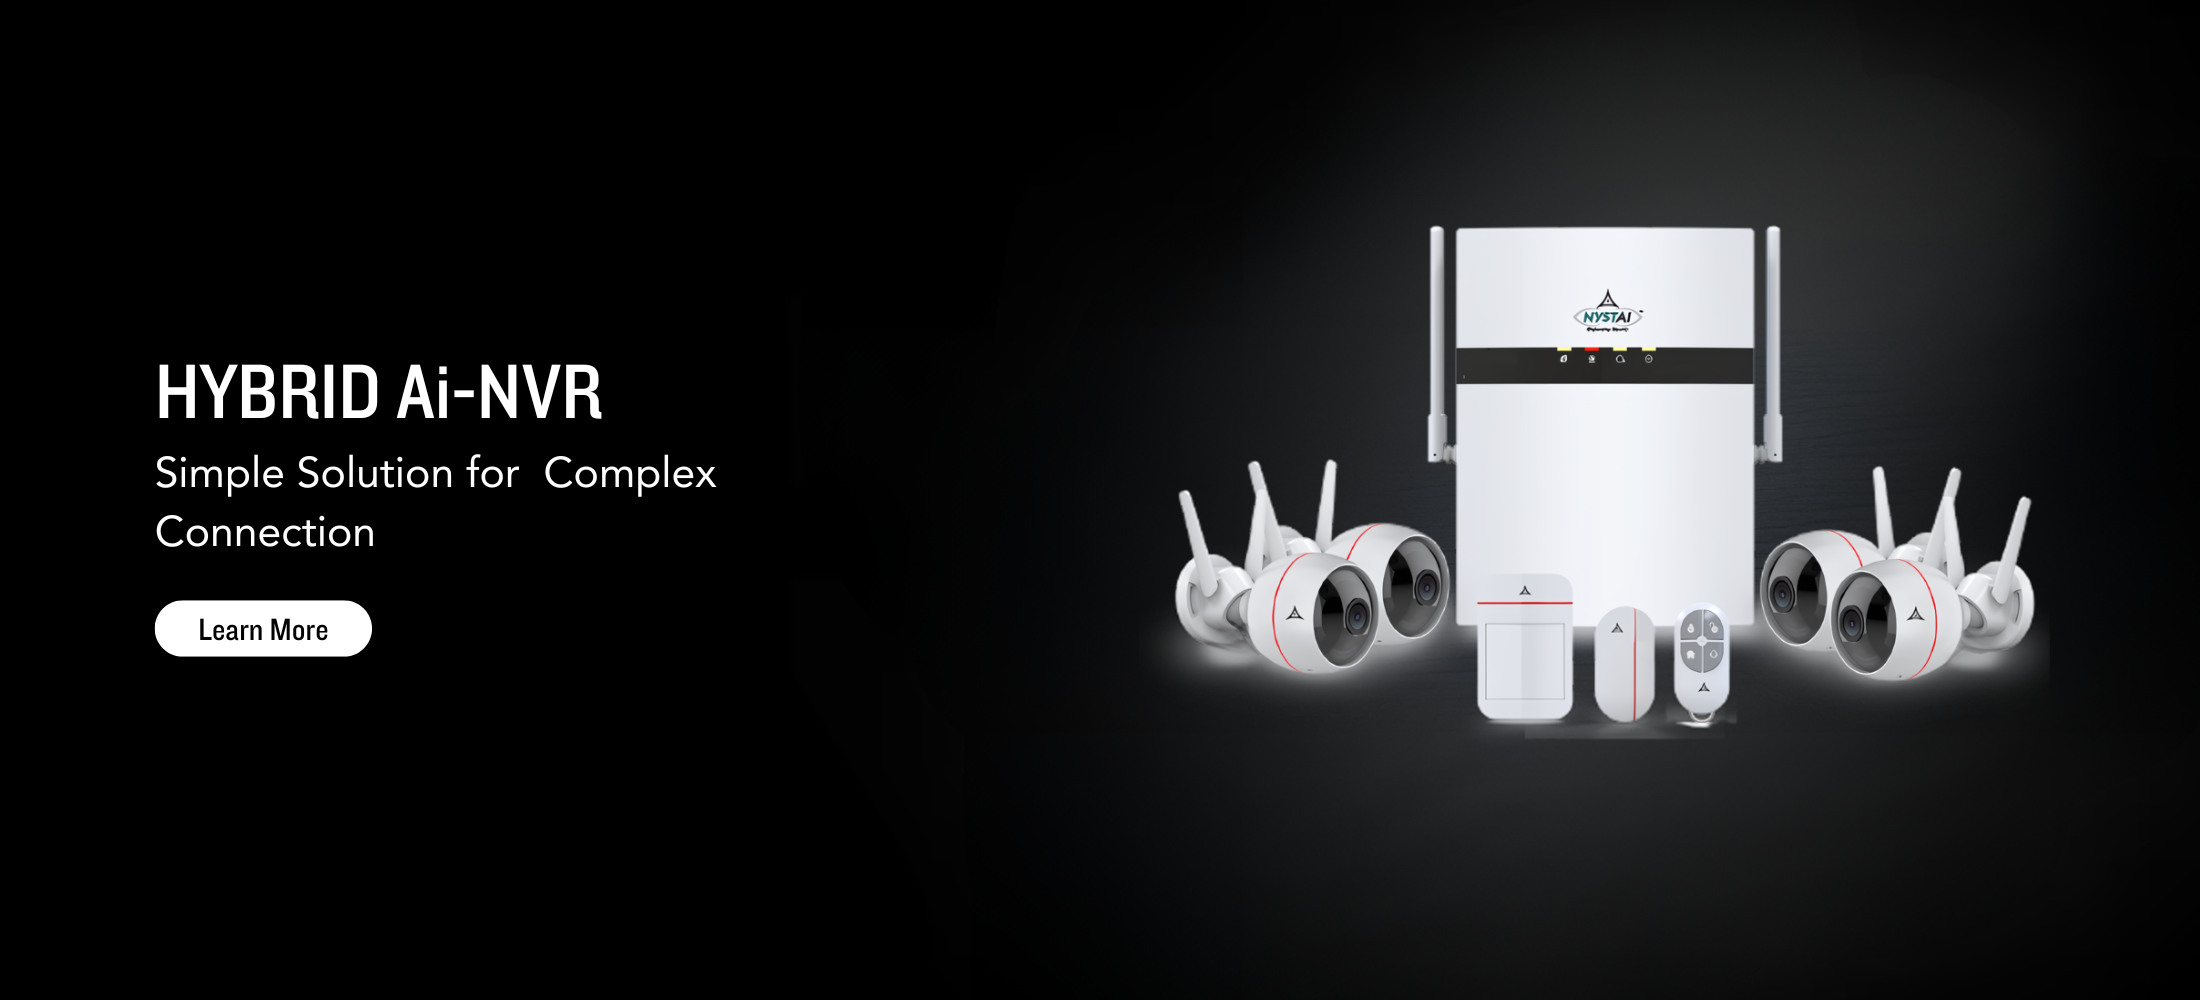 HYBRID Ai-NVR
Simple Solution for  Complex
Connection
Learn More
NYSTAI